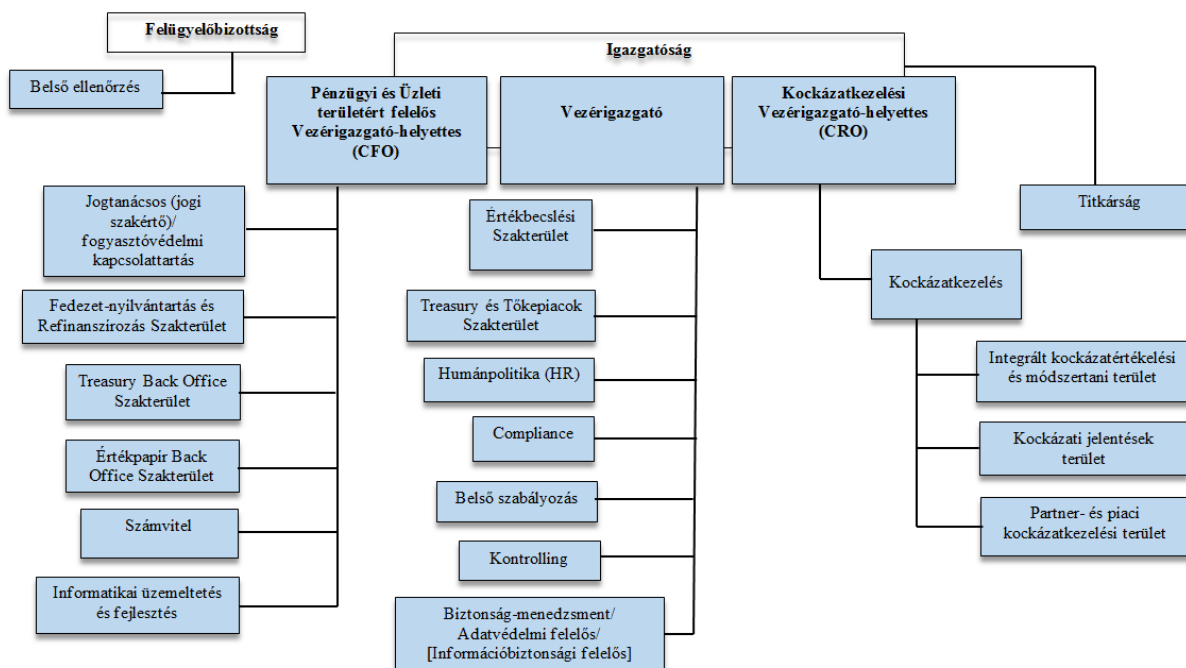 Felügyelőbizottság
Belső ellenőrzés
Igazgatóság
Pénzügyi és Üzleti
területért felelős
Vezérigazgató-helyettes
(CFO)
Vezérigazgató
Kockázatkezelési
Vezérigazgató-helyettes
(CRO)
Titkárság
Jogtanácsos (jogi
szakértő)/
fogyasztóvédelmi
kapcsolattartás
Fedezet-nyilvántartás és
Refinanszírozás Szakterület
Treasury Back Office
Szakterület
Értékpapír Back
Office Szakterület
Számvitel
Informatikai üzemeltetés
és fejlesztés
Értékbecslési
Szakterület
Treasury és Tőkepiacok
Szakterület
Humánpolitika (HR)
Compliance
Belső szabályozás
Kontrolling
Biztonság-menedzsment/
Adatvédelmi felelős/
[Információbiztonsági felelős]
Kockázatkezelés
Integrált kockázatértékelési
és módszertani terület
Kockázati jelentések
terület
Partner- és piaci
kockázatkezelési terület